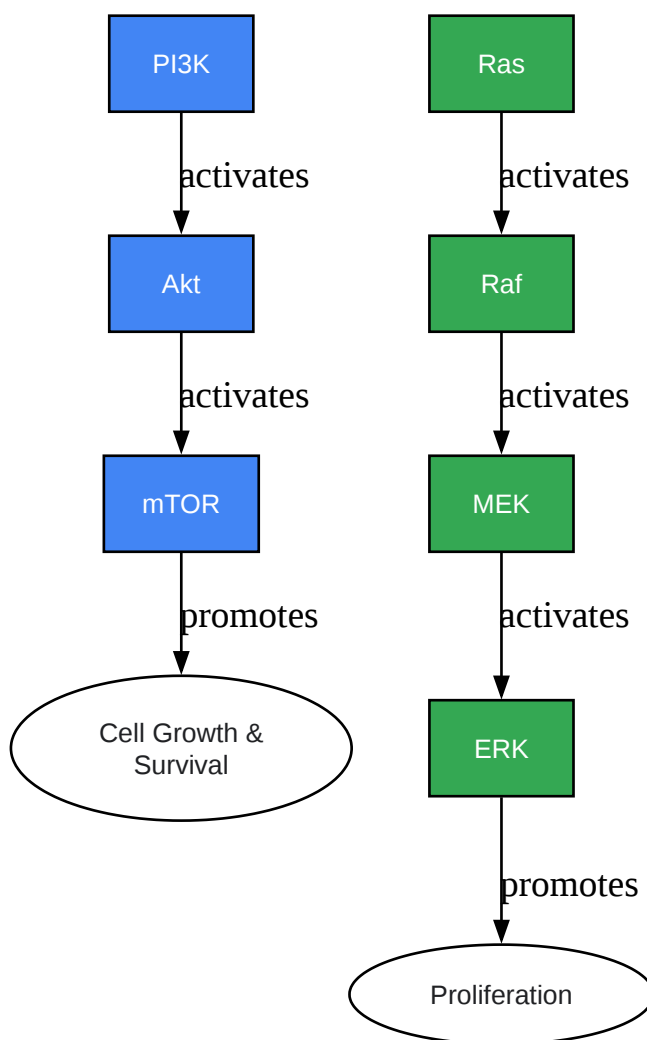 PI3K
Ras
activates
activates
Akt
Raf
activates
activates
mTOR
MEK
promotes
activates
Cell Growth &
Survival
ERK
promotes
Proliferation